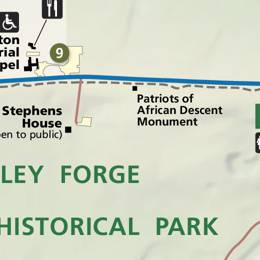 9
ton
rial
pel
Patriots of
African Descent
Monument
Stephens
House
en to public)
LEY FORGE
HISTORICAL PARK